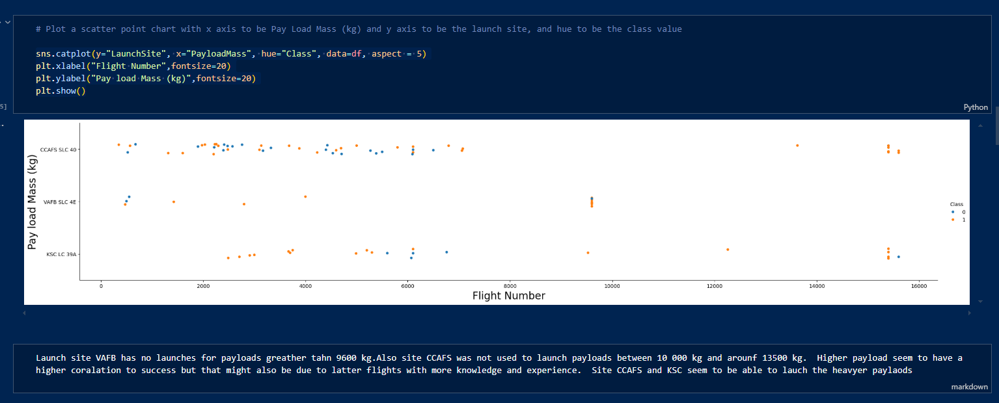 # Plot a scatter point chart with x axis to be Pay Load Mass (kg) and y axis to be the launch site, and hue to be the class value
sns.catplot(y="LaunchSite", x="PayloadMass", hue="Class", data=df, aspect = 5)
plt.xlabel("Flight Number",fontsize=20)
plt.ylabel("Pay load Mass (kg)",fontsize=20)
plt.show()
5]
Python
Pay load Mass (kg)
CCAFS SLC 40
VAFB SLC 4E
KSC LC 39A
Class
0
1
0 2000 4000 6000 8000 10000 12000 14000 16000
Flight Number
Launch site VAFB has no launches for payloads greather tahn 9600 kg.Also site CCAFS was not used to launch payloads between 10 000 kg and arounf 13500 kg.  Higher payload seem to have a
higher coralation to success but that might also be due to latter flights with more knowledge and experience.  Site CCAFS and KSC seem to be able to lauch the heavyer paylaods
markdown